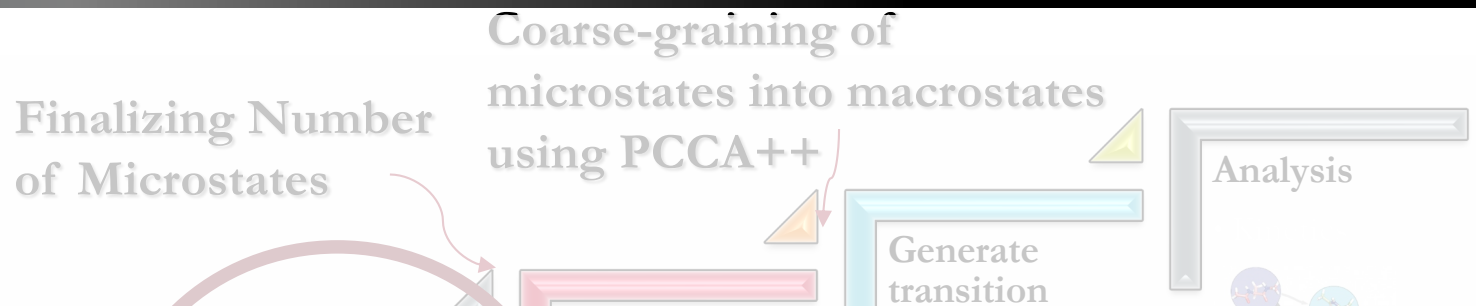 Finalizing Number
of Microstates
Coarse-graining of
microstates into macrostates
using PCCA++
Generate
transition
Analysis